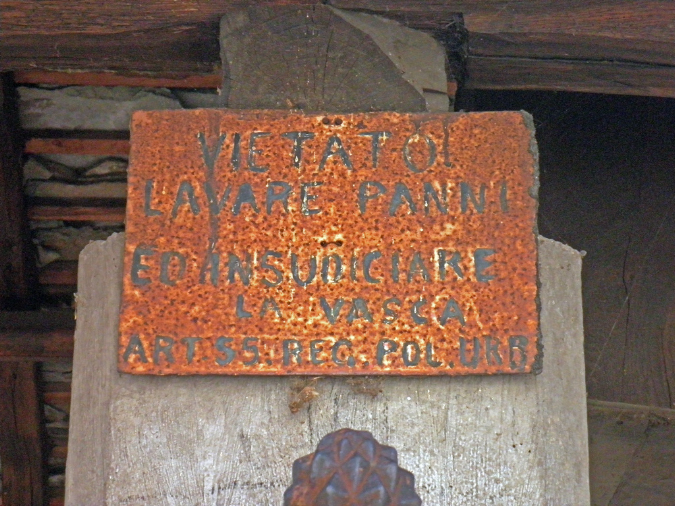 VIETATO
LAVARE PANNI
ED INSUDICIARE
LA VASCA
ART. 55. REG. POL. URB.